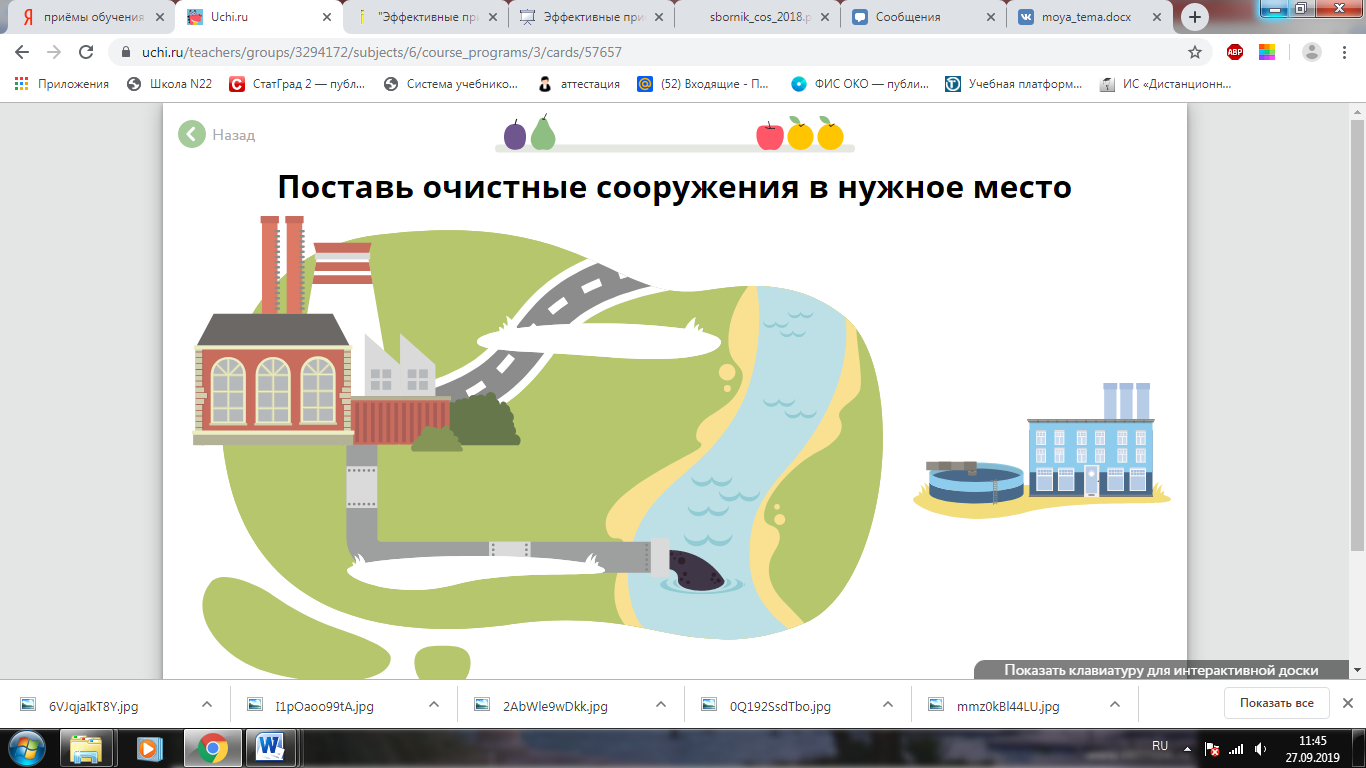 приёмы обучения
Uchi.ru
"Эффективные при
Эффективные при
sbornik_cos_2018.p
Сообщения
moya_tema.docx
uchi.ru/teachers/groups/3294172/subjects/6/course_programs/3/cards/57657
ABP
Приложения
Школа N22
СтатГрад 2 — публ...
Система учебнико...
аттестация
(52) Входящие - П...
ФИС ОКО — публи...
Учебная платформ...
ИС «Дистанционн...
Назад
Поставь очистные сооружения в нужное место
Показать клавиатуру для интерактивной доски
6VJqjaIkT8Y.jpg
I1pOaoo99tA.jpg
2AbWle9wDkk.jpg
0Q192SsdTbo.jpg
mmz0kBl44LU.jpg
Показать все
RU
11:45
27.09.2019